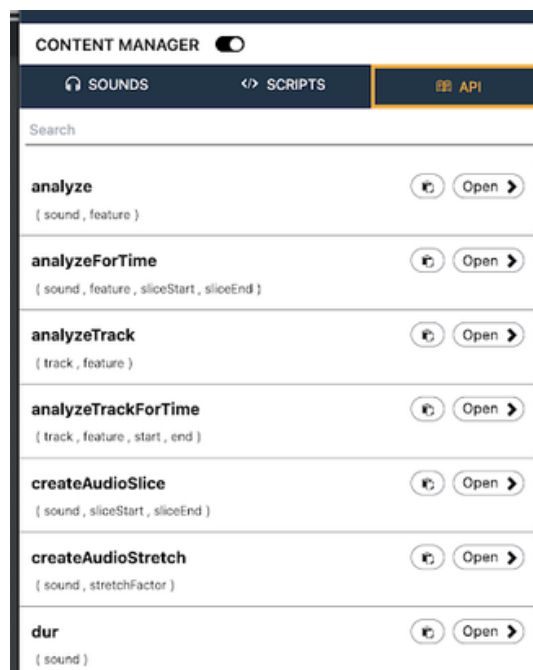 CONTENT MANAGER
SOUNDS
</> SCRIPTS
API
Search
analyze
Open
( sound , feature )
analyzeForTime
Open
( sound , feature , sliceStart , sliceEnd )
analyzeTrack
Open
( track , feature )
analyzeTrackForTime
Open
( track , feature , start , end )
createAudioSlice
Open
( sound , sliceStart , sliceEnd )
createAudioStretch
Open
( sound , stretchFactor )
dur
Open
( sound )